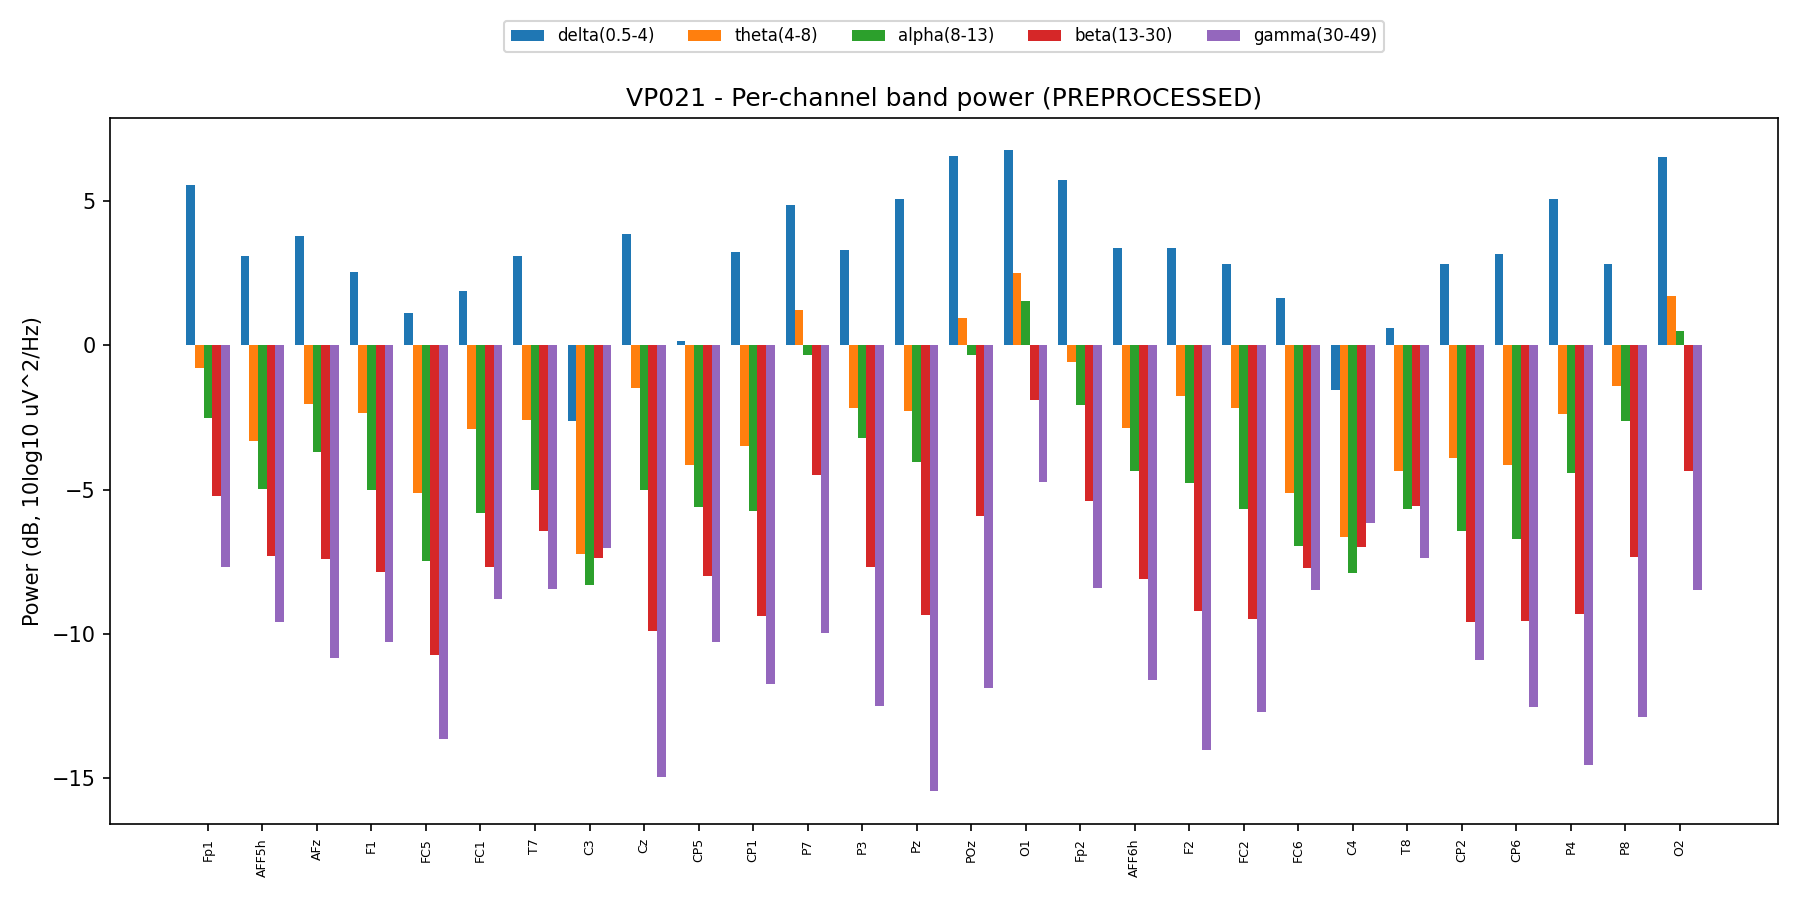 delta(0.5-4) theta(4-8) alpha(8-13) beta(13-30) gamma(30-49)
VP021 - Per-channel band power (PREPROCESSED)
Power (dB, 10log10 uV^2/Hz)
5
0
−5
−10
−15
Fp1 AFF5h AFz F1 FC5 FC1 T7 C3 Cz CP5 CP1 P7 P3 Pz POz O1 Fp2 AFF6h F2 FC2 FC6 C4 T8 CP2 CP6 P4 P8 O2